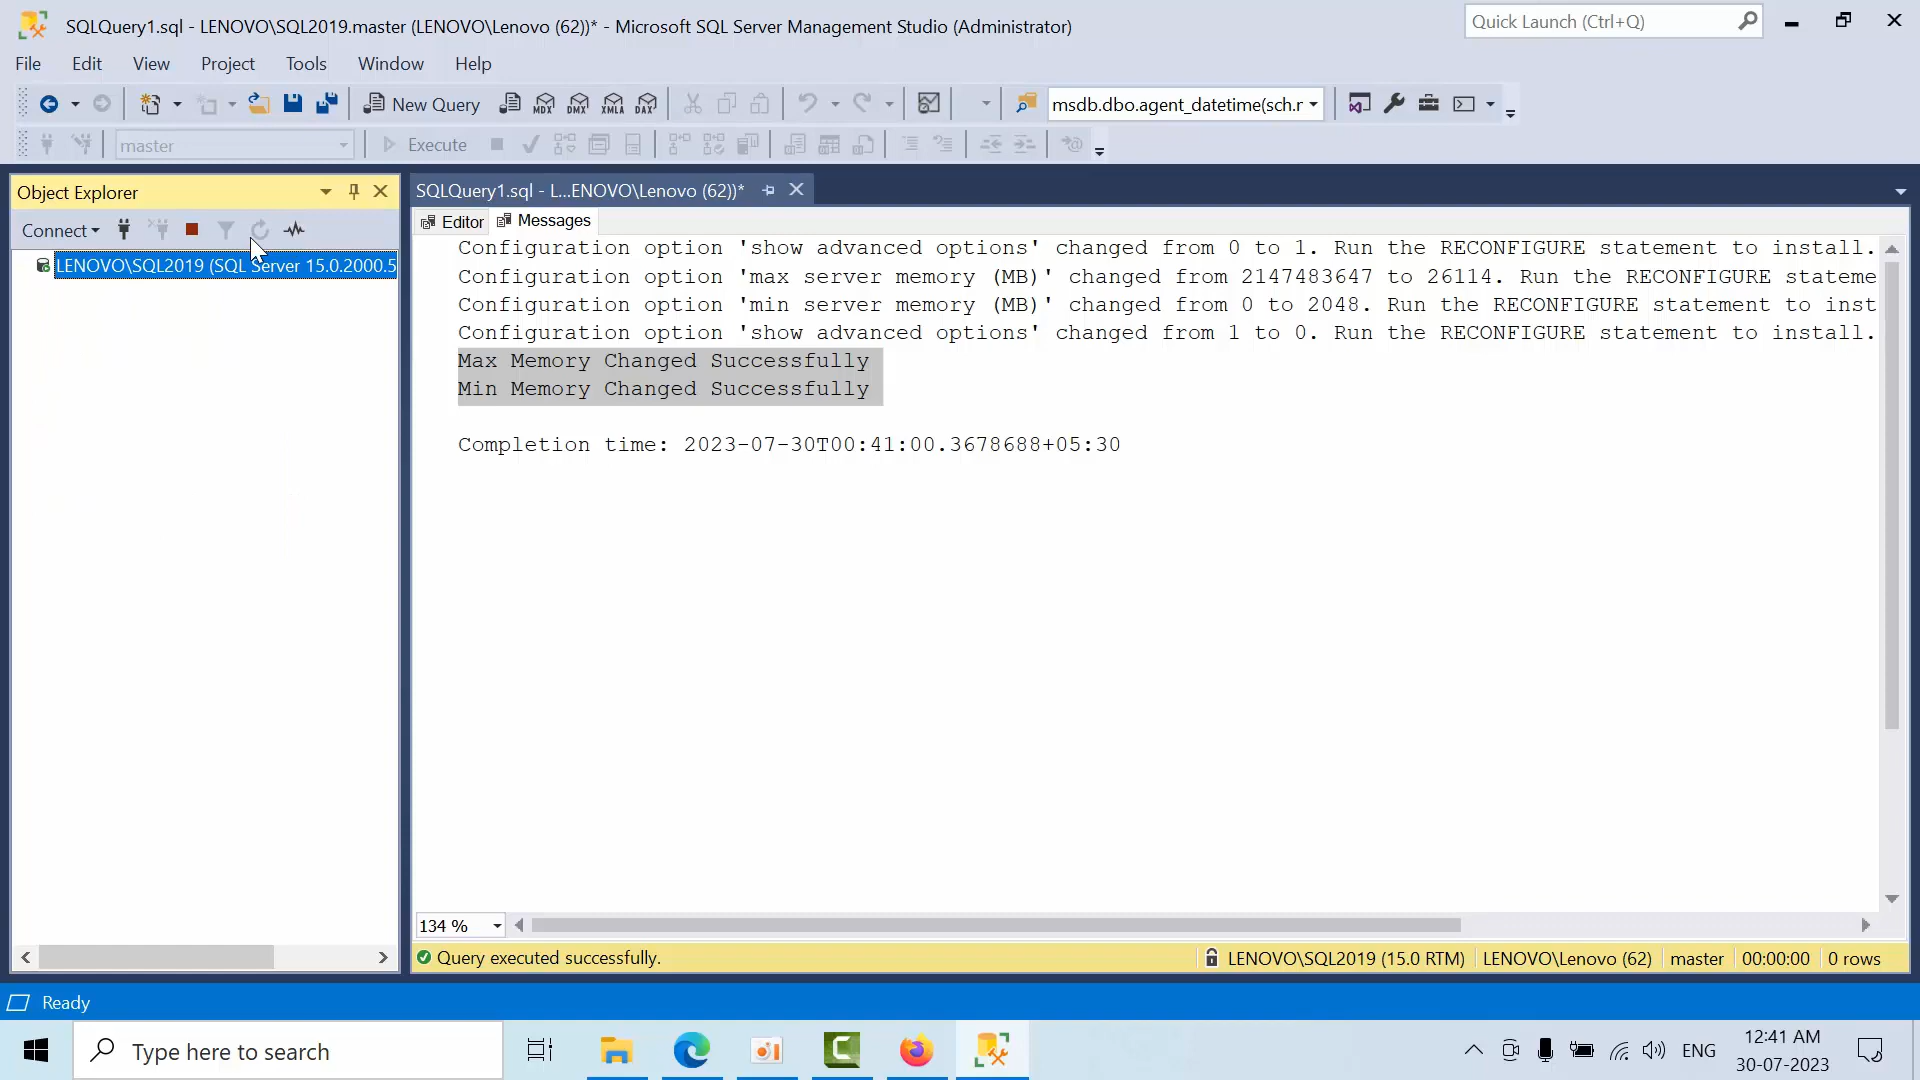 SQLQuery1.sql - LENOVO\SQL2019.master (LENOVO\Lenovo (62))* - Microsoft SQL Server Management Studio (Administrator)
Quick Launch (Ctrl+Q)
File Edit View Project Tools Window Help
New Query MDX DMX XMLA DAX msdb.dbo.agent_datetime(sch.r
master Execute
Object Explorer
SQLQuery1.sql - L...ENOVO\Lenovo (62))*
Connect
Editor Messages
LENOVO\SQL2019 (SQL Server 15.0.2000.5
Configuration option 'show advanced options' changed from 0 to 1. Run the RECONFIGURE statement to install.
Configuration option 'max server memory (MB)' changed from 2147483647 to 26114. Run the RECONFIGURE stateme
Configuration option 'min server memory (MB)' changed from 0 to 2048. Run the RECONFIGURE statement to inst
Configuration option 'show advanced options' changed from 1 to 0. Run the RECONFIGURE statement to install.
Max Memory Changed Successfully
Min Memory Changed Successfully
Completion time: 2023-07-30T00:41:00.3678688+05:30
134 %
Query executed successfully. LENOVO\SQL2019 (15.0 RTM) LENOVO\Lenovo (62) master 00:00:00 0 rows
Ready
Type here to search
ENG
12:41 AM
30-07-2023